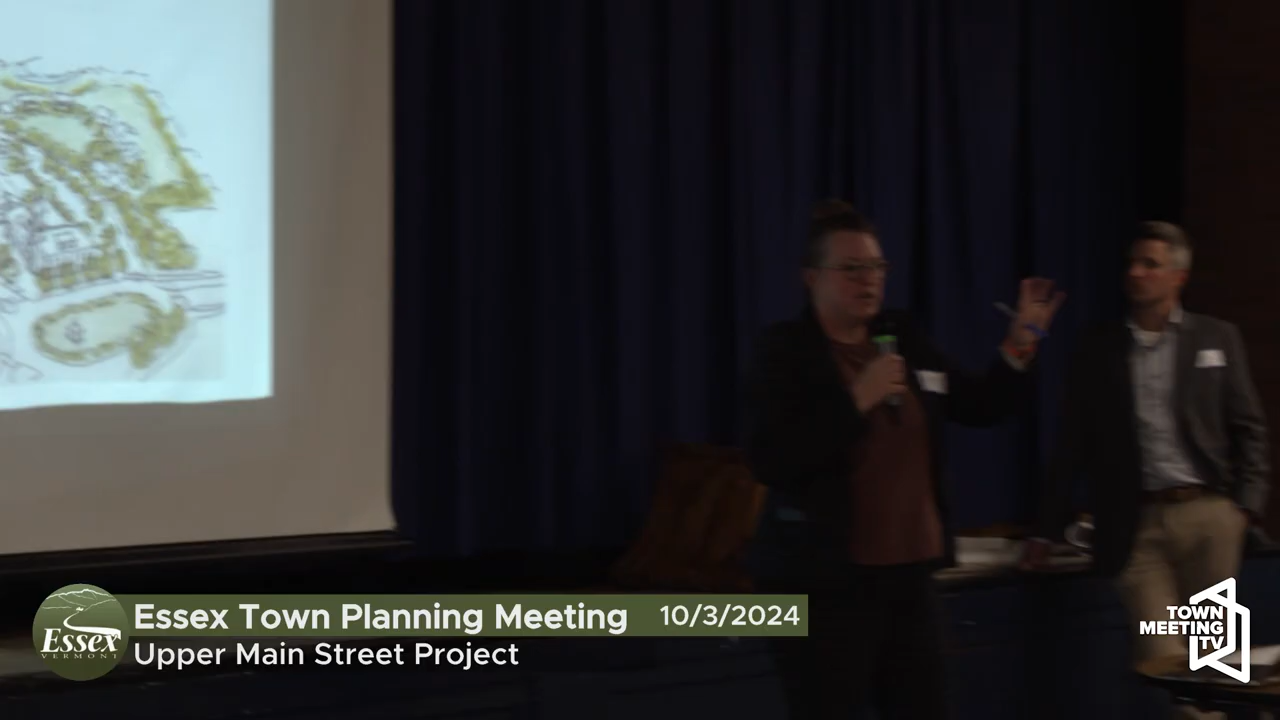 Essex Town Planning Meeting 10/3/2024
Upper Main Street Project
Essex
VERMONT
TOWN
MEETING
TV